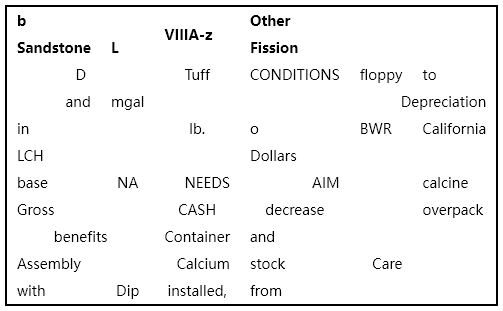 b Other
Sandstone L VIIIA-z Fission
D Tuff CONDITIONS floppy to
and mgal Depreciation
in lb. o BWR California
LCH Dollars
base NA NEEDS AIM calcine
Gross CASH decrease overpack
benefits Container and
Assembly Calcium stock Care
with Dip installed, from